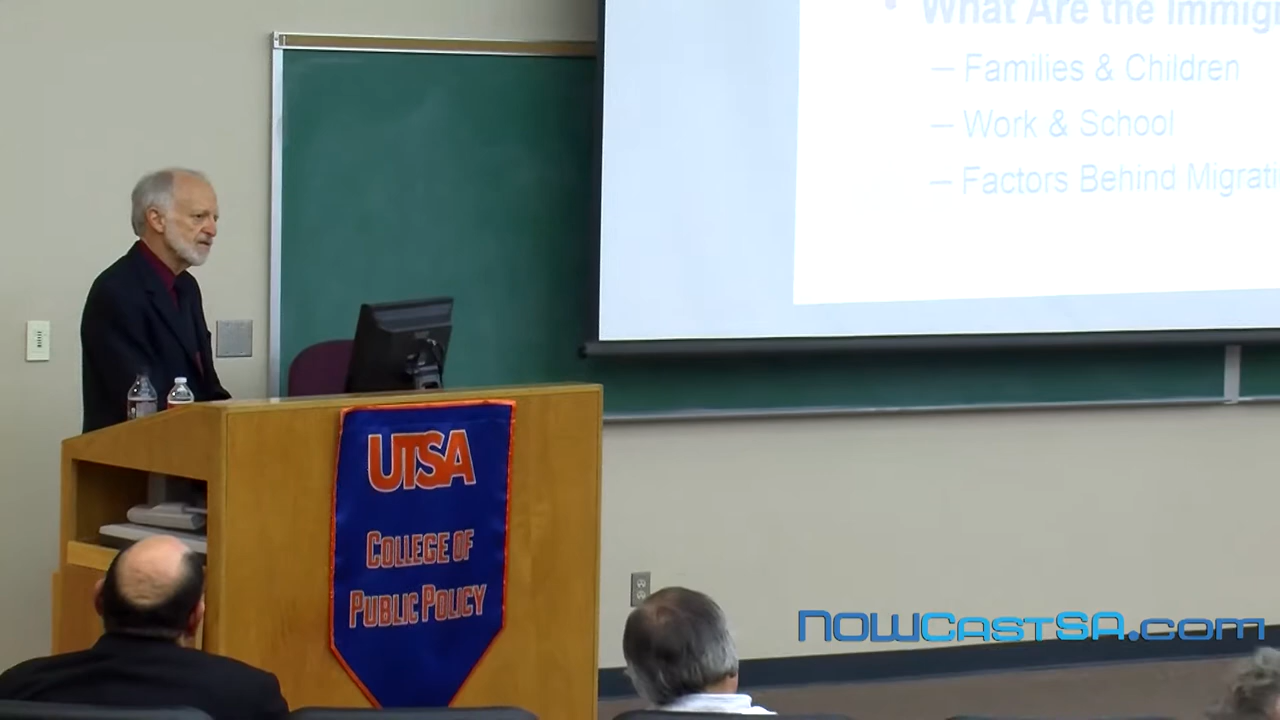 What Are the Immig
– Families & Children
– Work & School
– Factors Behind Migrati
UTSA
COLLEGE OF
PUBLIC POLICY
NOWCASTSA.COM